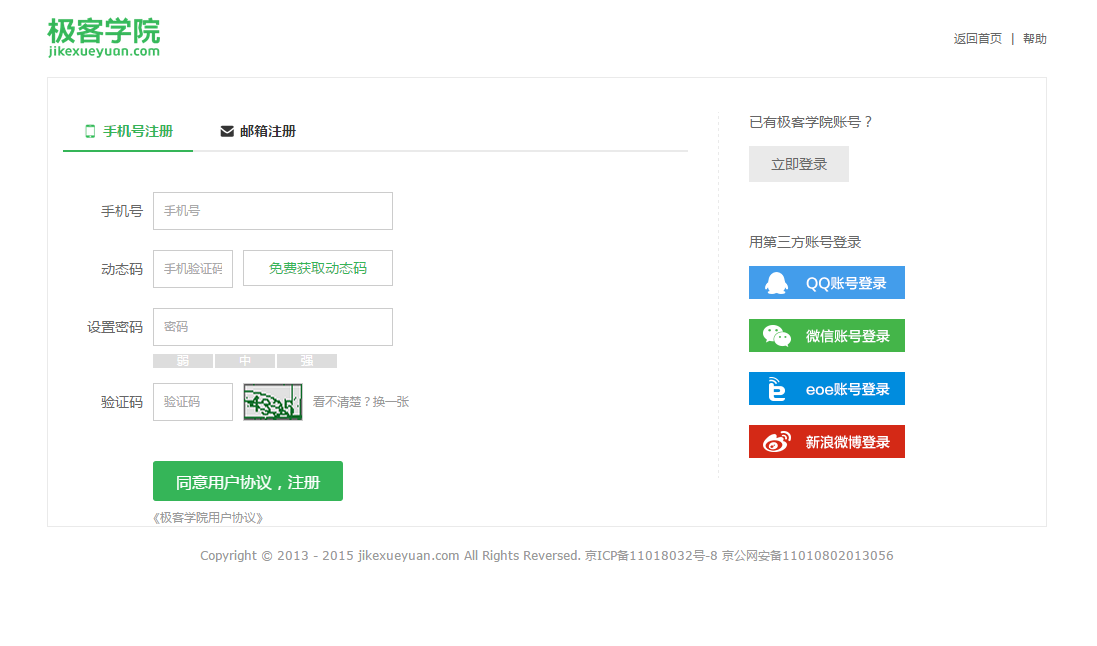 极客学院
jikexueyuan.com
返回首页 | 帮助
手机号注册
邮箱注册
手机号
手机号
动态码
手机验证码
免费获取动态码
设置密码
密码
弱
中
强
验证码
验证码
看不清楚？换一张
同意用户协议，注册
《极客学院用户协议》
已有极客学院账号？
立即登录
用第三方账号登录
QQ账号登录
微信账号登录
eoe账号登录
新浪微博登录
Copyright © 2013 - 2015 jikexueyuan.com All Rights Reversed. 京ICP备11018032号-8 京公网安备11010802013056